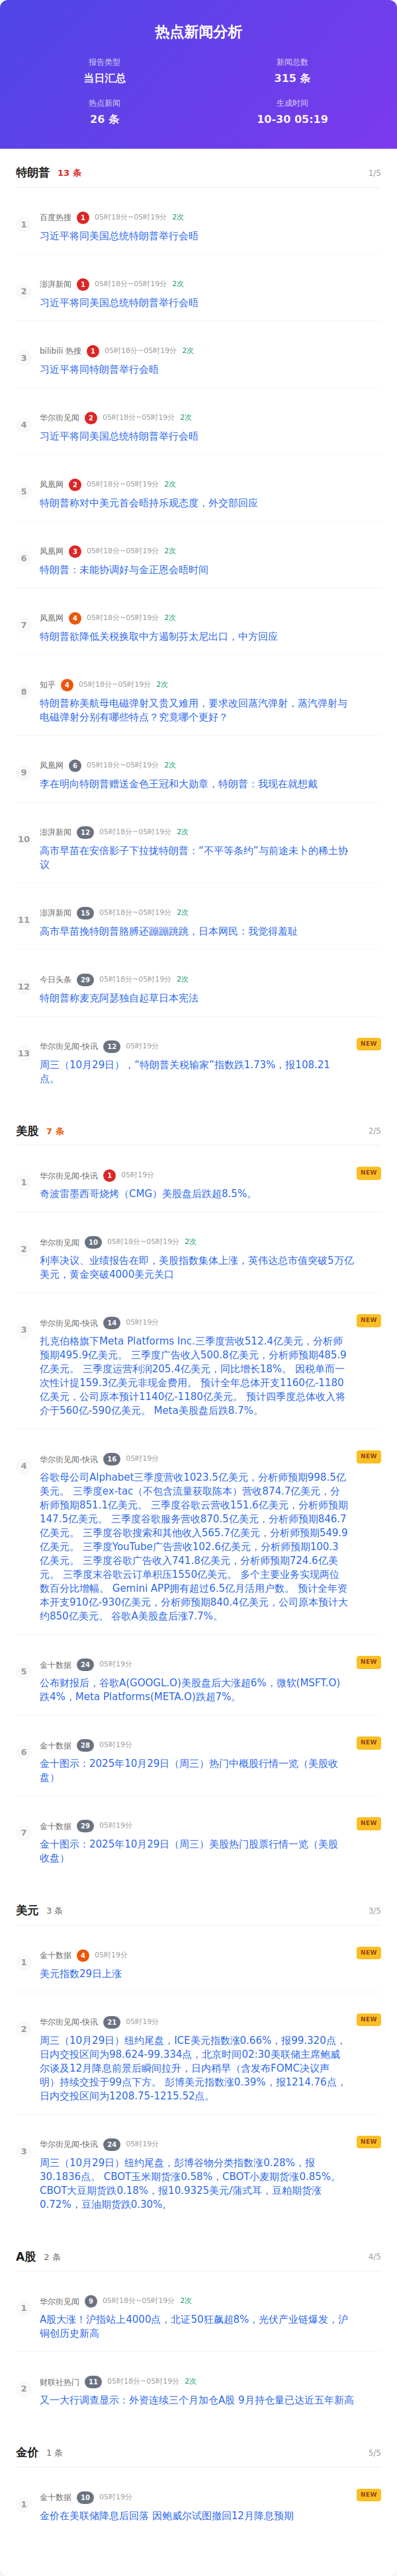 热点新闻分析
报告类型
新闻总数
当日汇总
315 条
热点新闻
生成时间
26 条
10-30 05:19
特朗普 13 条 1/5
1
百度热搜 1 05时18分~05时19分 2次
习近平将同美国总统特朗普举行会晤
2
澎湃新闻 1 05时18分~05时19分 2次
习近平将同美国总统特朗普举行会晤
3
bilibili 热搜 1 05时18分~05时19分 2次
习近平将同特朗普举行会晤
4
华尔街见闻 2 05时18分~05时19分 2次
习近平将同美国总统特朗普举行会晤
5
凤凰网 2 05时18分~05时19分 2次
特朗普称对中美元首会晤持乐观态度，外交部回应
6
凤凰网 3 05时18分~05时19分 2次
特朗普：未能协调好与金正恩会晤时间
7
凤凰网 4 05时18分~05时19分 2次
特朗普欲降低关税换取中方遏制芬太尼出口，中方回应
8
知乎 4 05时18分~05时19分 2次
特朗普称美航母电磁弹射又贵又难用，要求改回蒸汽弹射，蒸汽弹射与
电磁弹射分别有哪些特点？究竟哪个更好？
9
凤凰网 6 05时18分~05时19分 2次
李在明向特朗普赠送金色王冠和大勋章，特朗普：我现在就想戴
10
澎湃新闻 12 05时18分~05时19分 2次
高市早苗在安倍影子下拉拢特朗普：“不平等条约”与前途未卜的稀土协
议
11
澎湃新闻 15 05时18分~05时19分 2次
高市早苗挽特朗普胳膊还蹦蹦跳跳，日本网民：我觉得羞耻
12
今日头条 29 05时18分~05时19分 2次
特朗普称麦克阿瑟独自起草日本宪法
13
华尔街见闻-快讯 12 05时19分 NEW
周三（10月29日），“特朗普关税输家”指数跌1.73%，报108.21
点。
美股 7 条 2/5
1
华尔街见闻-快讯 1 05时19分 NEW
奇波雷墨西哥烧烤（CMG）美股盘后跌超8.5%。
2
华尔街见闻 10 05时18分~05时19分 2次
利率决议、业绩报告在即，美股指数集体上涨，英伟达总市值突破5万亿
美元，黄金突破4000美元关口
3
华尔街见闻-快讯 14 05时19分 NEW
扎克伯格旗下Meta Platforms Inc.三季度营收512.4亿美元，分析师
预期495.9亿美元。 三季度广告收入500.8亿美元，分析师预期485.9
亿美元。 三季度运营利润205.4亿美元，同比增长18%。 因税单而一
次性计提159.3亿美元非现金费用。 预计全年总体开支1160亿-1180
亿美元，公司原本预计1140亿-1180亿美元。 预计四季度总体收入将
介于560亿-590亿美元。 Meta美股盘后跌8.7%。
4
华尔街见闻-快讯 16 05时19分 NEW
谷歌母公司Alphabet三季度营收1023.5亿美元，分析师预期998.5亿
美元。 三季度ex-tac（不包含流量获取陈本）营收874.7亿美元，分
析师预期851.1亿美元。 三季度谷歌云营收151.6亿美元，分析师预期
147.5亿美元。 三季度谷歌服务营收870.5亿美元，分析师预期846.7
亿美元。 三季度谷歌搜索和其他收入565.7亿美元，分析师预期549.9
亿美元。 三季度YouTube广告营收102.6亿美元，分析师预期100.3
亿美元。 三季度谷歌广告收入741.8亿美元，分析师预期724.6亿美
元。 三季度末谷歌云订单积压1550亿美元。 多个主要业务实现两位
数百分比增幅。 Gemini APP拥有超过6.5亿月活用户数。 预计全年资
本开支910亿-930亿美元，分析师预期840.4亿美元，公司原本预计大
约850亿美元。 谷歌A美股盘后涨7.7%。
5
金十数据 24 05时19分 NEW
公布财报后，谷歌A(GOOGL.O)美股盘后大涨超6%，微软(MSFT.O)
跌4%，Meta Platforms(META.O)跌超7%。
6
金十数据 28 05时19分 NEW
金十图示：2025年10月29日（周三）热门中概股行情一览（美股收
盘）
7
金十数据 29 05时19分 NEW
金十图示：2025年10月29日（周三）美股热门股票行情一览（美股
收盘）
美元 3 条 3/5
1
金十数据 4 05时19分 NEW
美元指数29日上涨
2
华尔街见闻-快讯 21 05时19分 NEW
周三（10月29日）纽约尾盘，ICE美元指数涨0.66%，报99.320点，
日内交投区间为98.624-99.334点，北京时间02:30美联储主席鲍威
尔谈及12月降息前景后瞬间拉升，日内稍早（含发布FOMC决议声
明）持续交投于99点下方。 彭博美元指数涨0.39%，报1214.76点，
日内交投区间为1208.75-1215.52点。
3
华尔街见闻-快讯 24 05时19分 NEW
周三（10月29日）纽约尾盘，彭博谷物分类指数涨0.28%，报
30.1836点。 CBOT玉米期货涨0.58%，CBOT小麦期货涨0.85%。
CBOT大豆期货跌0.18%，报10.9325美元/蒲式耳，豆粕期货涨
0.72%，豆油期货跌0.30%。
A股 2 条 4/5
1
华尔街见闻 9 05时18分~05时19分 2次
A股大涨！沪指站上4000点，北证50狂飙超8%，光伏产业链爆发，沪
铜创历史新高
2
财联社热门 11 05时18分~05时19分 2次
又一大行调查显示：外资连续三个月加仓A股 9月持仓量已达近五年新高
金价 1 条 5/5
1
金十数据 10 05时19分 NEW
金价在美联储降息后回落 因鲍威尔试图撤回12月降息预期